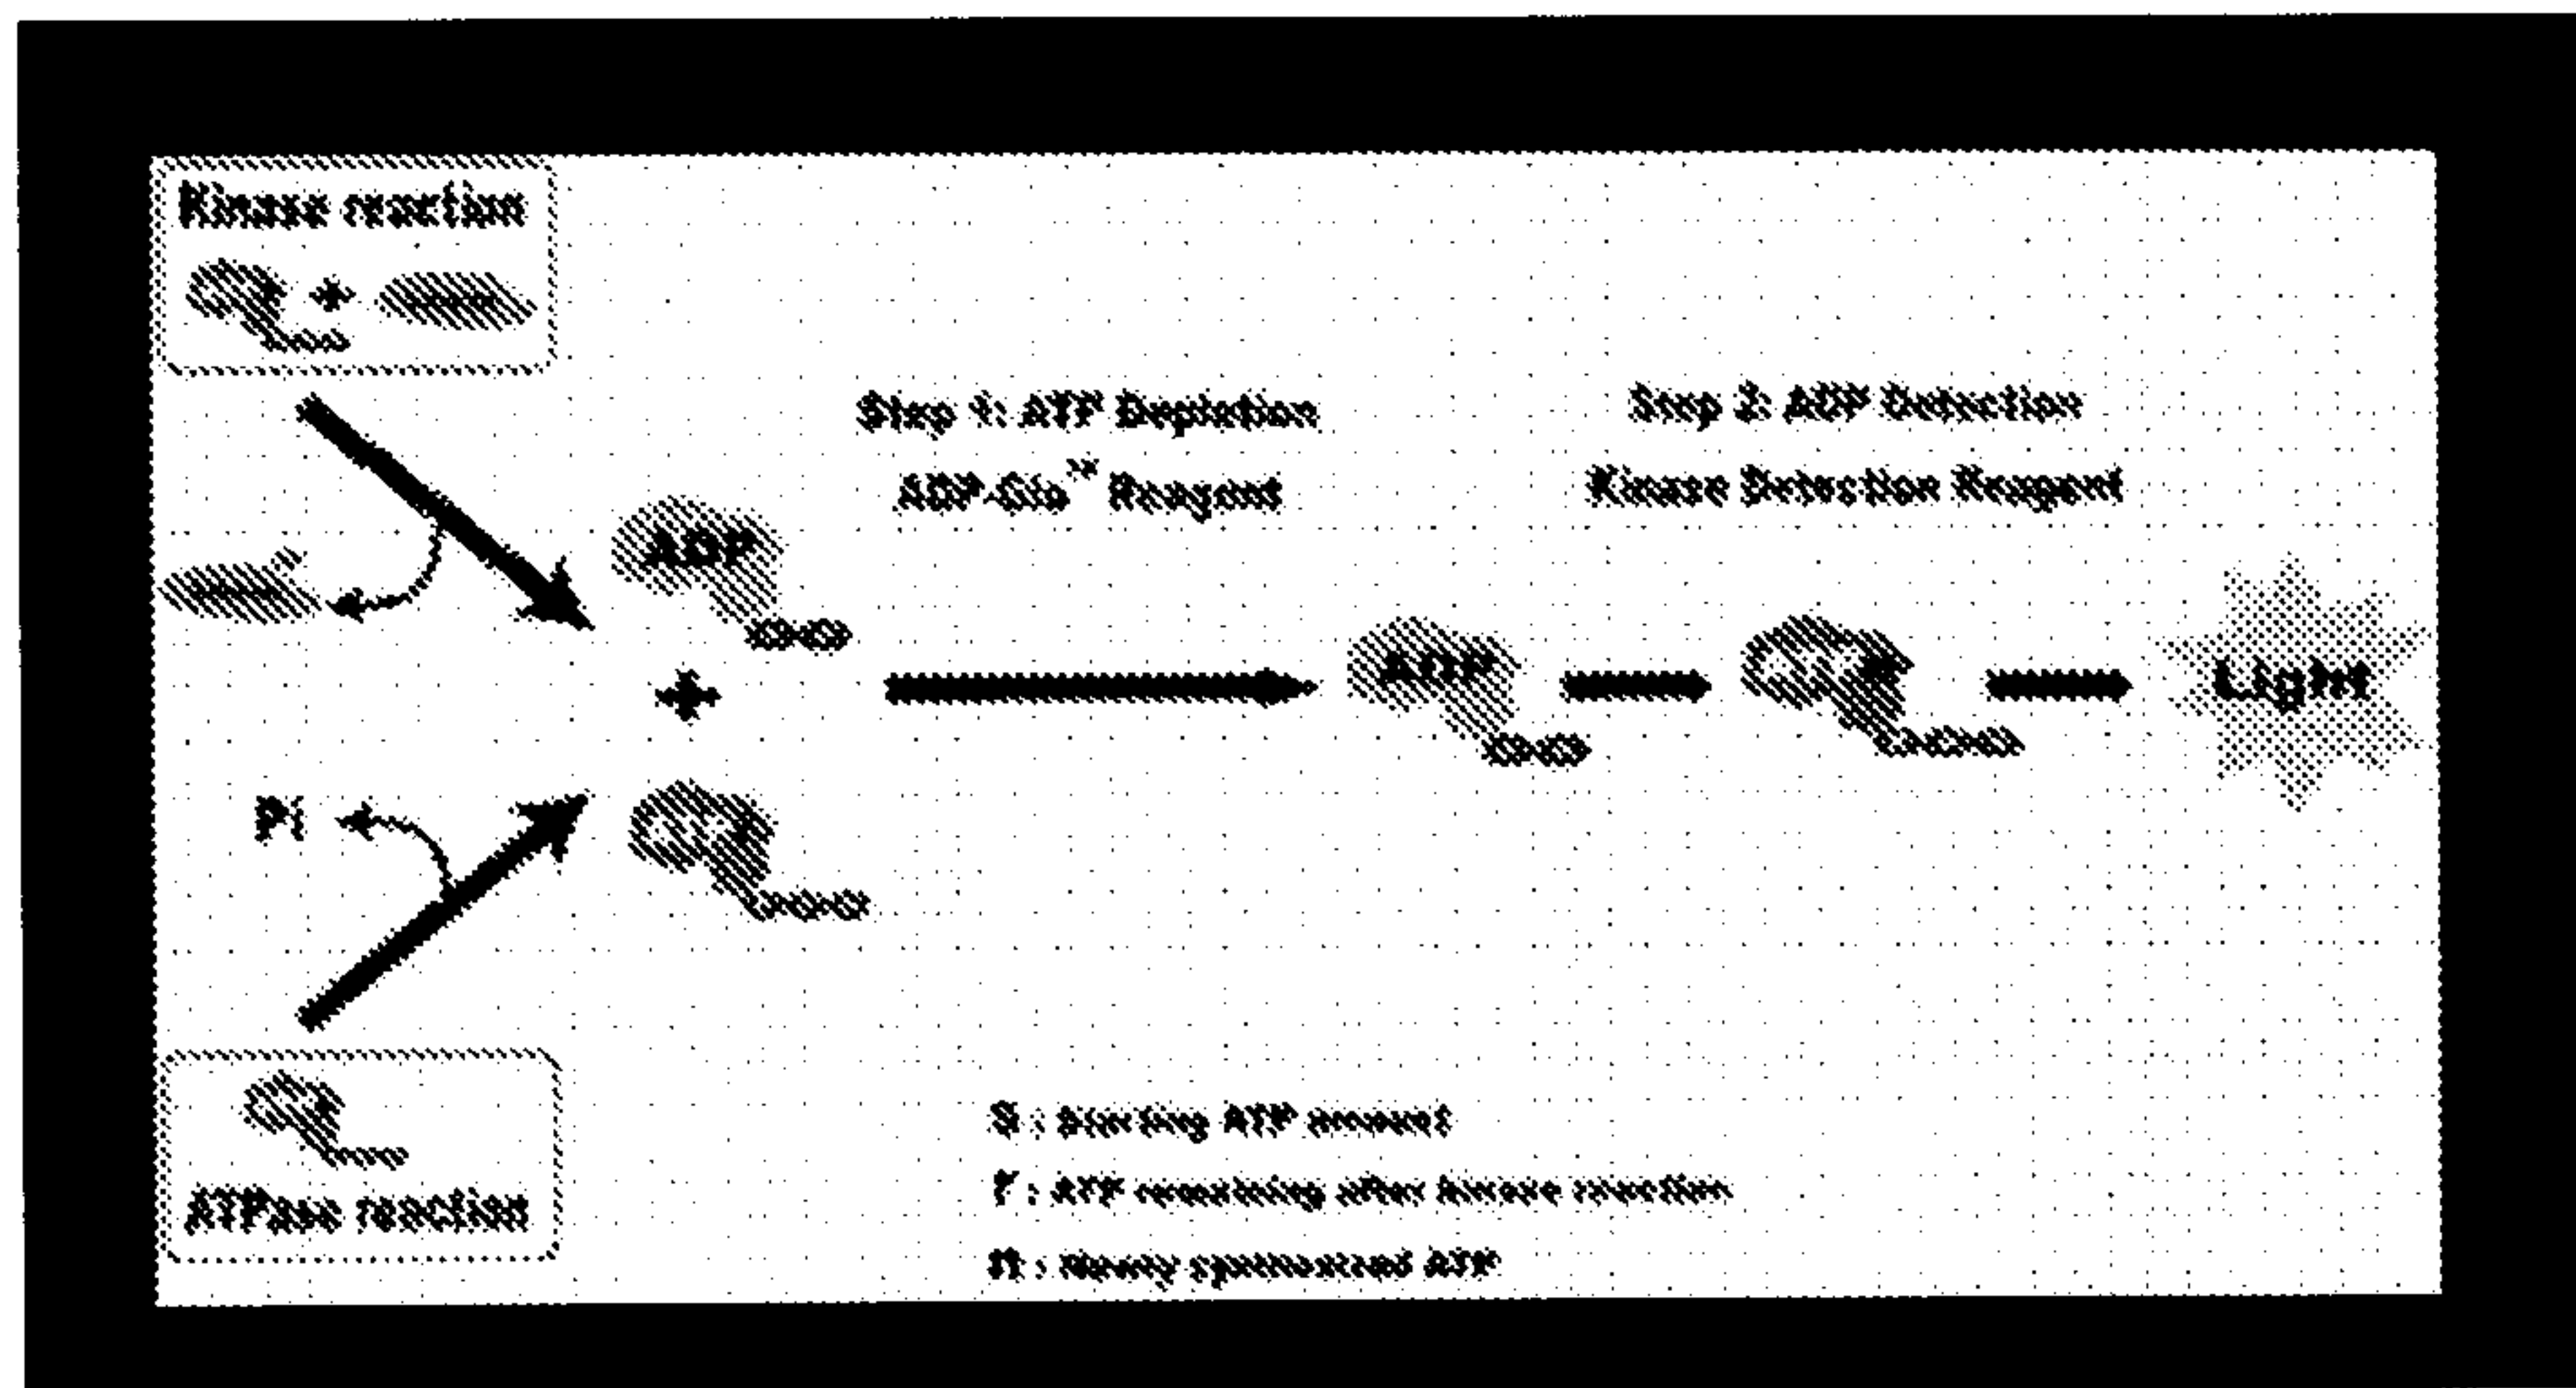 Kinase reaction
Step 1: ATP Depletion
ADP-Glo™ Reagent
Step 2: ADP Detection
Kinase Detection Reagent
ADP
+
ADP
Light
Pi
ATPase reaction
S : Starting ATP amount
r : ATP remaining after kinase reaction
n : Newly synthesized ATP